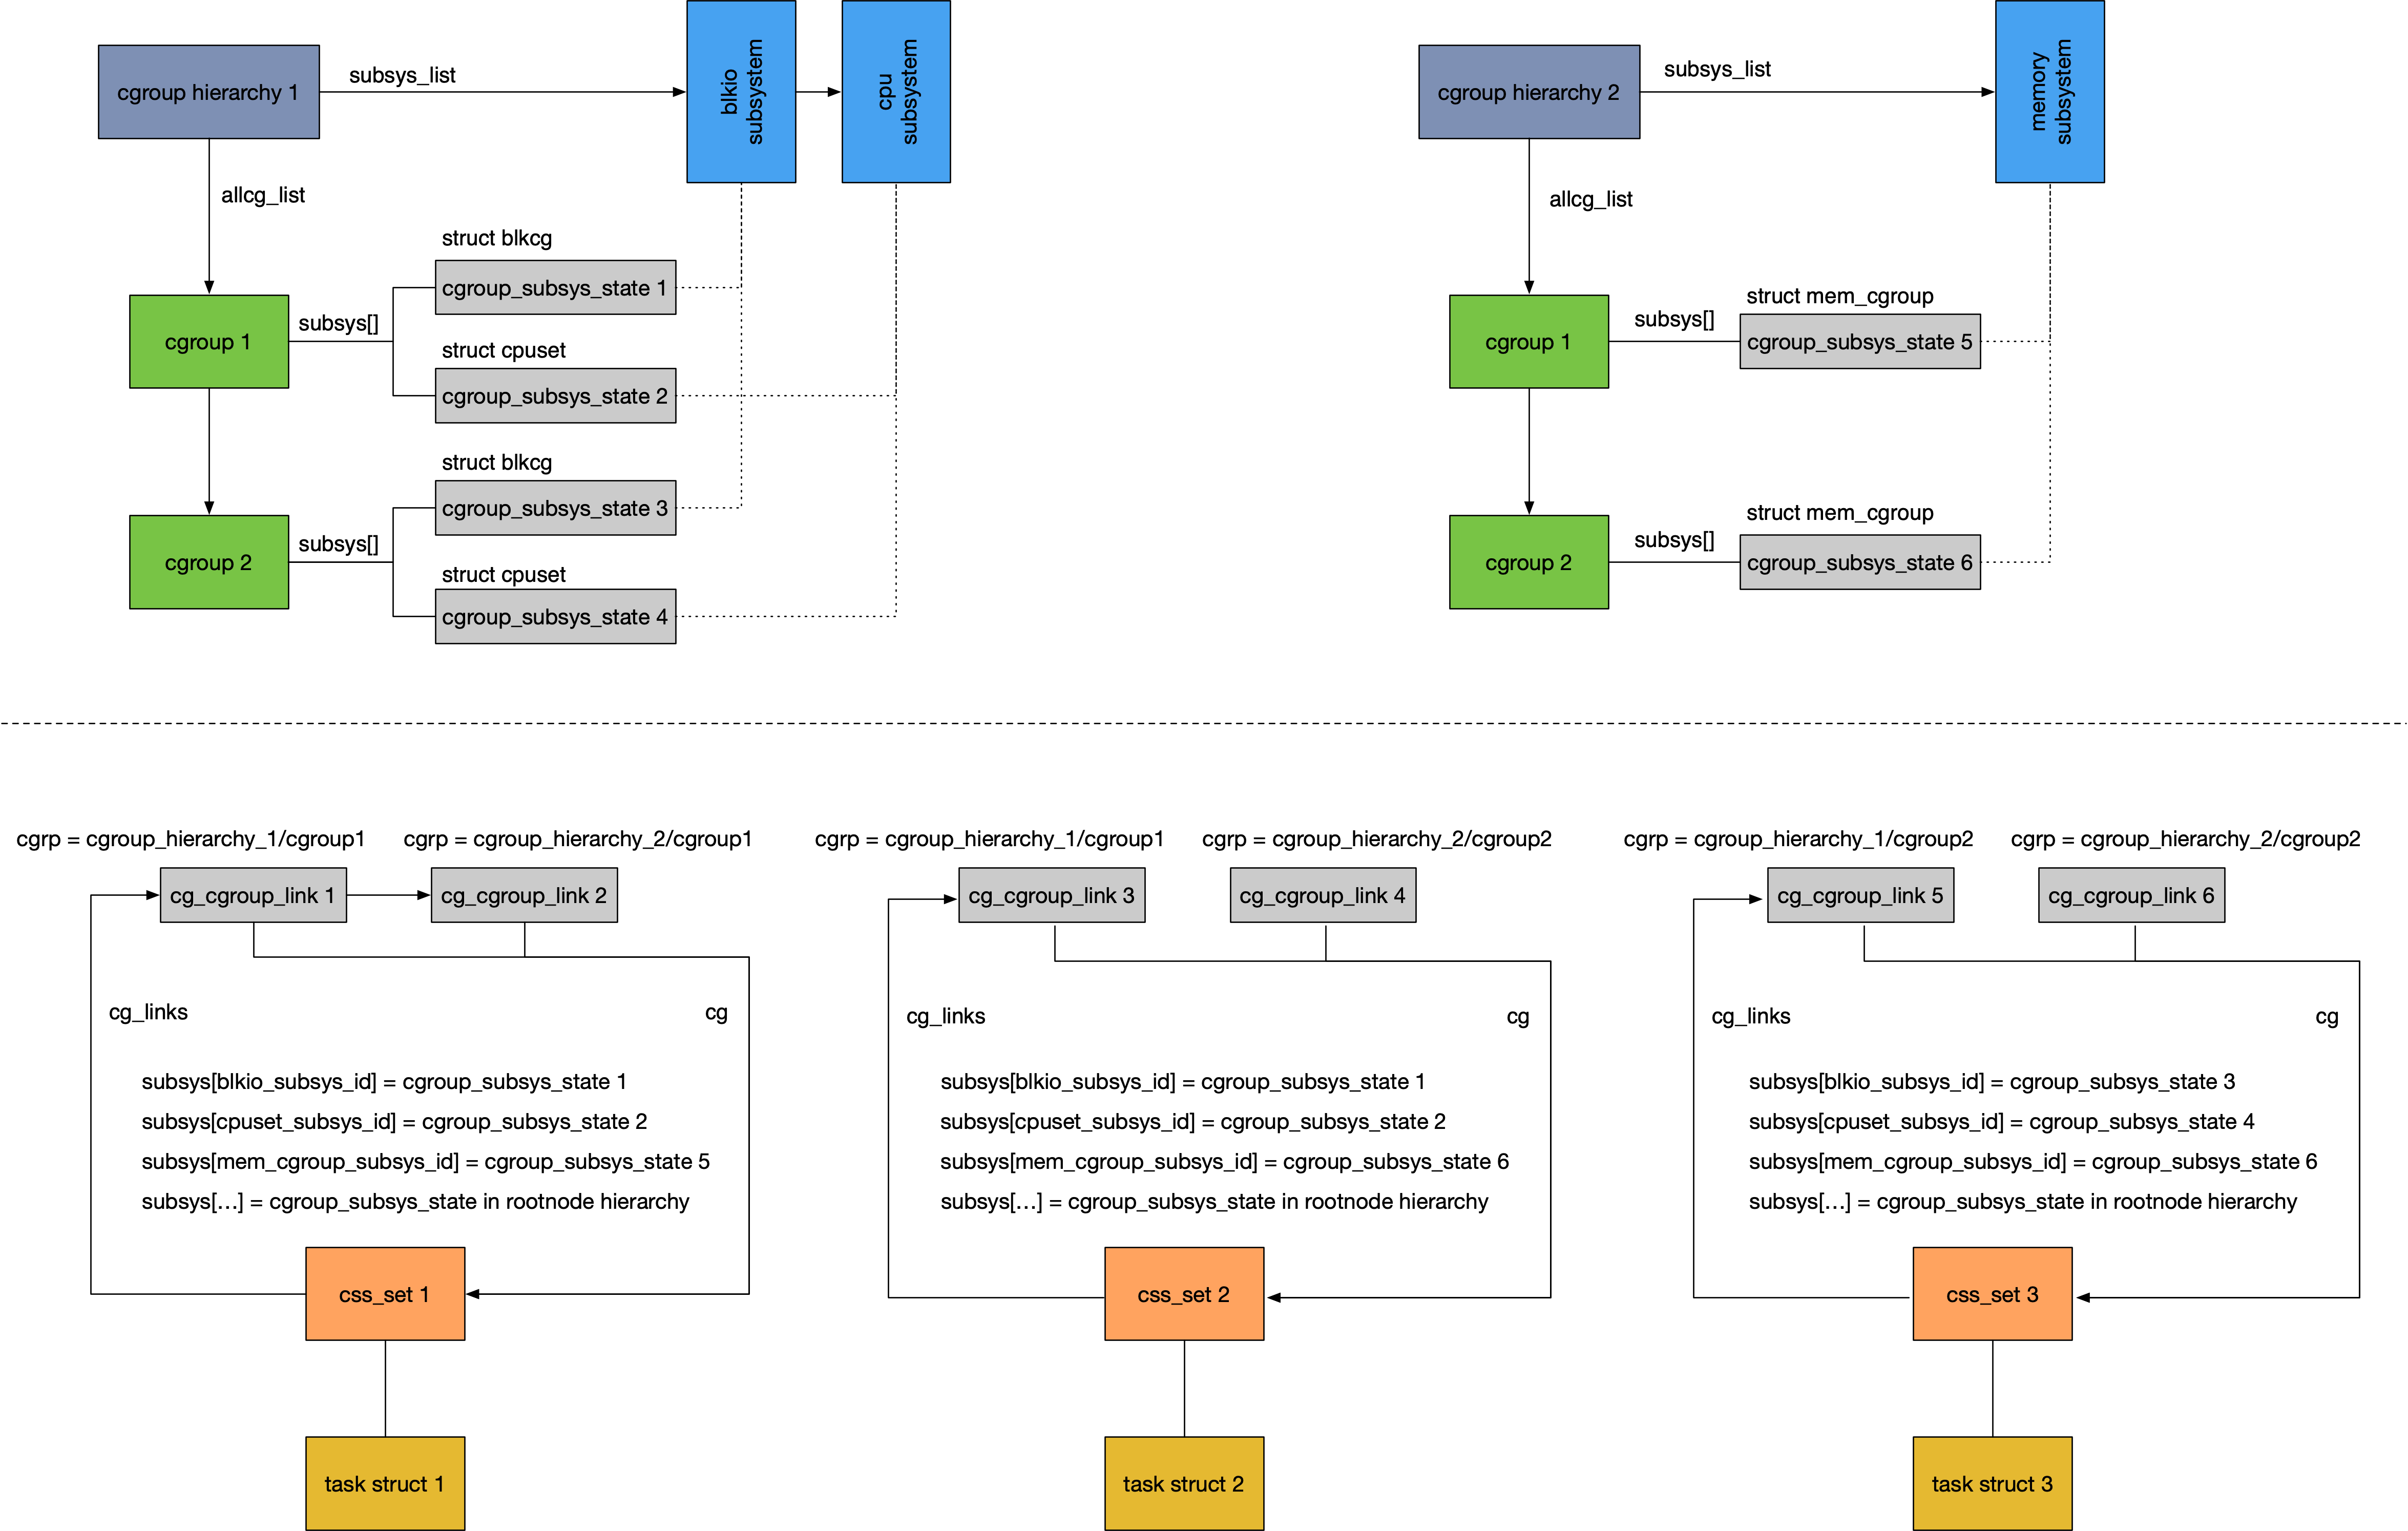 cgroup hierarchy 1
subsys_list
blkio
subsystem
cpu
subsystem
allcg_list
struct blkcg
cgroup_subsys_state 1
cgroup 1
subsys[]
struct cpuset
cgroup_subsys_state 2
struct blkcg
cgroup_subsys_state 3
cgroup 2
subsys[]
struct cpuset
cgroup_subsys_state 4
cgroup hierarchy 2
subsys_list
memory
subsystem
allcg_list
struct mem_cgroup
cgroup 1
subsys[]
cgroup_subsys_state 5
struct mem_cgroup
cgroup 2
subsys[]
cgroup_subsys_state 6
cgrp = cgroup_hierarchy_1/cgroup1
cgrp = cgroup_hierarchy_2/cgroup1
cg_cgroup_link 1
cg_cgroup_link 2
cg_links
cg
subsys[blkio_subsys_id] = cgroup_subsys_state 1
subsys[cpuset_subsys_id] = cgroup_subsys_state 2
subsys[mem_cgroup_subsys_id] = cgroup_subsys_state 5
subsys[…] = cgroup_subsys_state in rootnode hierarchy
css_set 1
task struct 1
cgrp = cgroup_hierarchy_1/cgroup1
cgrp = cgroup_hierarchy_2/cgroup2
cg_cgroup_link 3
cg_cgroup_link 4
cg_links
cg
subsys[blkio_subsys_id] = cgroup_subsys_state 1
subsys[cpuset_subsys_id] = cgroup_subsys_state 2
subsys[mem_cgroup_subsys_id] = cgroup_subsys_state 6
subsys[…] = cgroup_subsys_state in rootnode hierarchy
css_set 2
task struct 2
cgrp = cgroup_hierarchy_1/cgroup2
cgrp = cgroup_hierarchy_2/cgroup2
cg_cgroup_link 5
cg_cgroup_link 6
cg_links
cg
subsys[blkio_subsys_id] = cgroup_subsys_state 3
subsys[cpuset_subsys_id] = cgroup_subsys_state 4
subsys[mem_cgroup_subsys_id] = cgroup_subsys_state 6
subsys[…] = cgroup_subsys_state in rootnode hierarchy
css_set 3
task struct 3